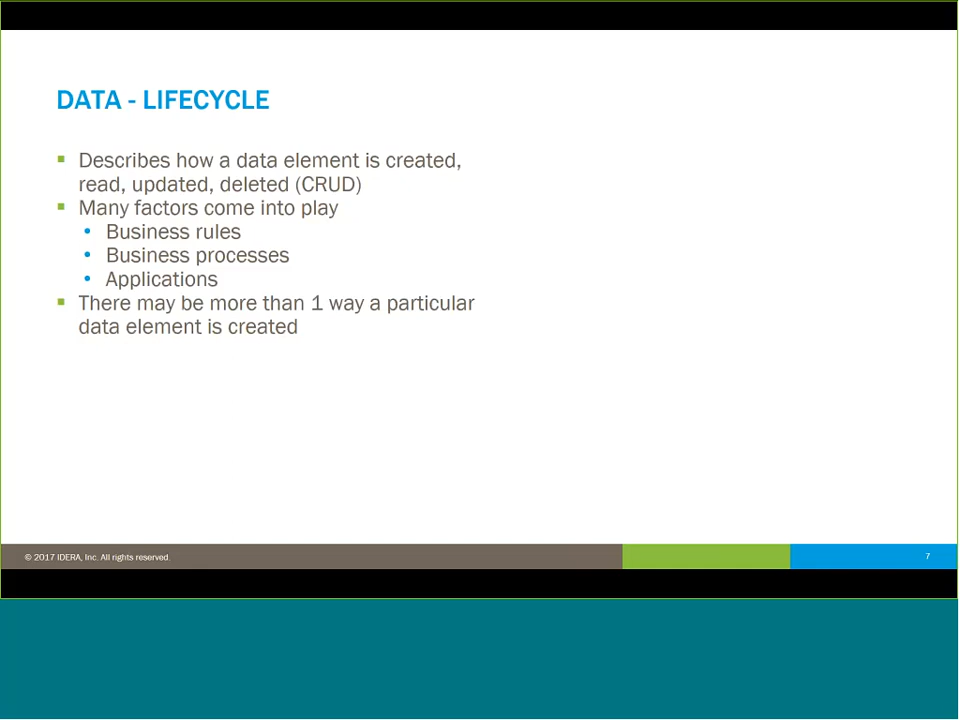 DATA - LIFECYCLE
▪ Describes how a data element is created,
read, updated, deleted (CRUD)
▪ Many factors come into play
• Business rules
• Business processes
• Applications
▪ There may be more than 1 way a particular
data element is created
© 2017 IDERA, Inc. All rights reserved.
7